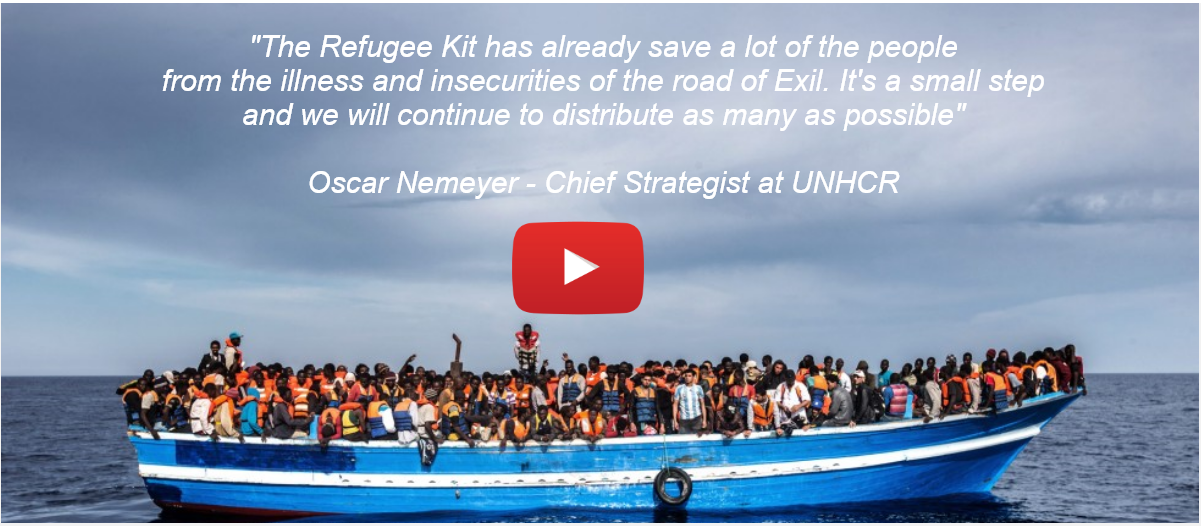 "The Refugee Kit has already save a lot of the people
from the illness and insecurities of the road of Exil. It's a small step
and we will continue to distribute as many as possible"
Oscar Nemeyer - Chief Strategist at UNHCR